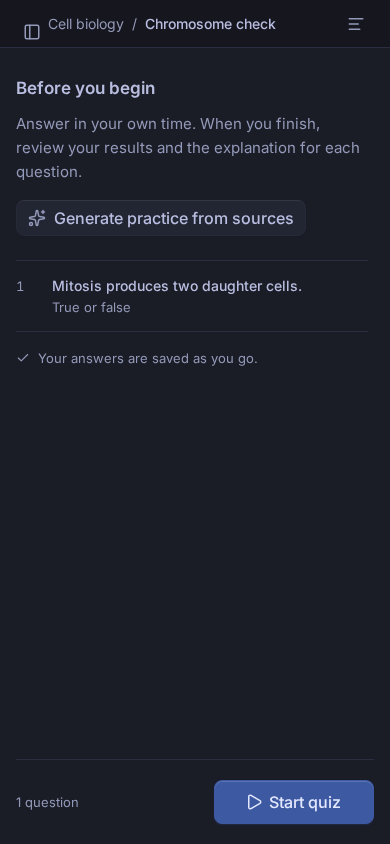 Cell biology / Chromosome check
Before you begin
Answer in your own time. When you finish,
review your results and the explanation for each
question.
Generate practice from sources
1 Mitosis produces two daughter cells.
True or false
Your answers are saved as you go.
1 question
Start quiz